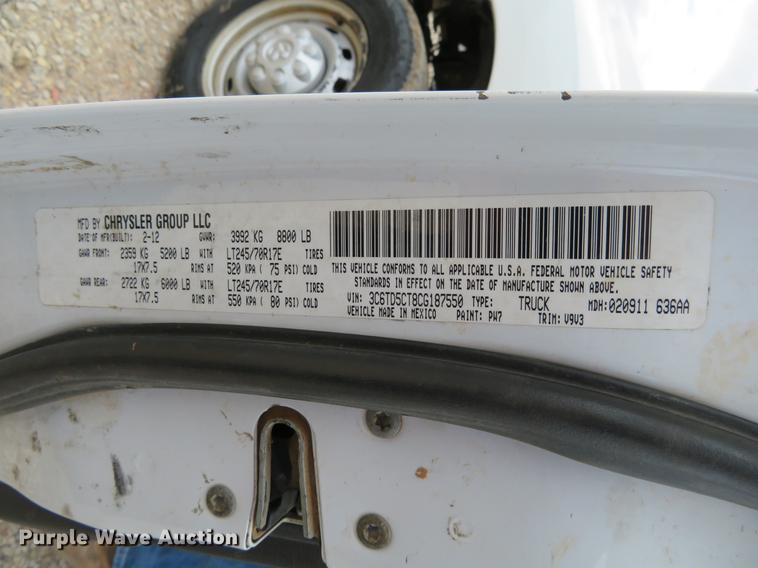 MFD BY CHRYSLER GROUP LLC
DATE OF MFR(BUILT): 2-12 GVWR: 3992 KG 8800 LB
GAWR FRONT: 2359 KG 5200 LB WITH LT245/70R17E TIRES
17X7.5 RIMS AT 520 KPA ( 75 PSI) COLD
GAWR REAR: 2722 KG 6000 LB WITH LT245/70R17E TIRES
17X7.5 RIMS AT 550 KPA ( 80 PSI) COLD
THIS VEHICLE CONFORMS TO ALL APPLICABLE U.S.A. FEDERAL MOTOR VEHICLE SAFETY
STANDARDS IN EFFECT ON THE DATE OF MANUFACTURE SHOWN ABOVE.
VIN: 3C6TD5CT8CG187550 TYPE: TRUCK MDH:020911 636AA
VEHICLE MADE IN MEXICO PAINT: PW7 TRIM: V9V3
Purple Wave Auction